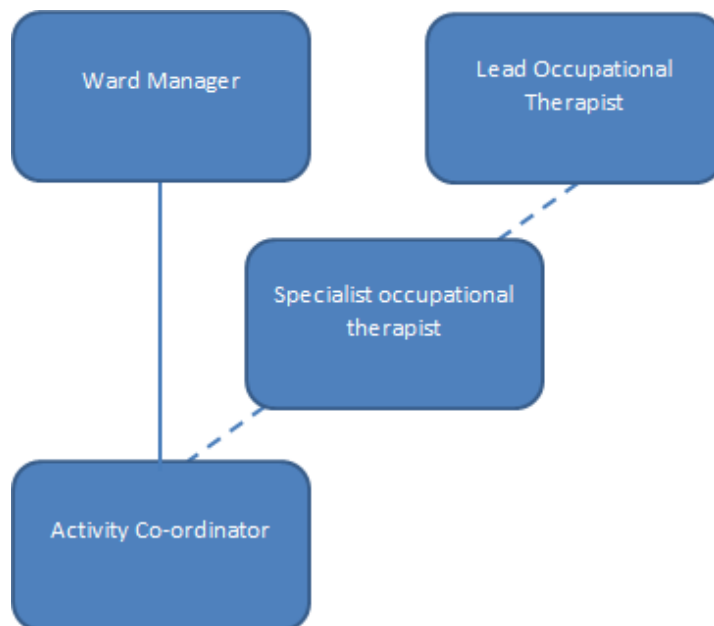 Ward Manager
Lead Occupational
Therapist
Specialist occupational
therapist
Activity Co-ordinator